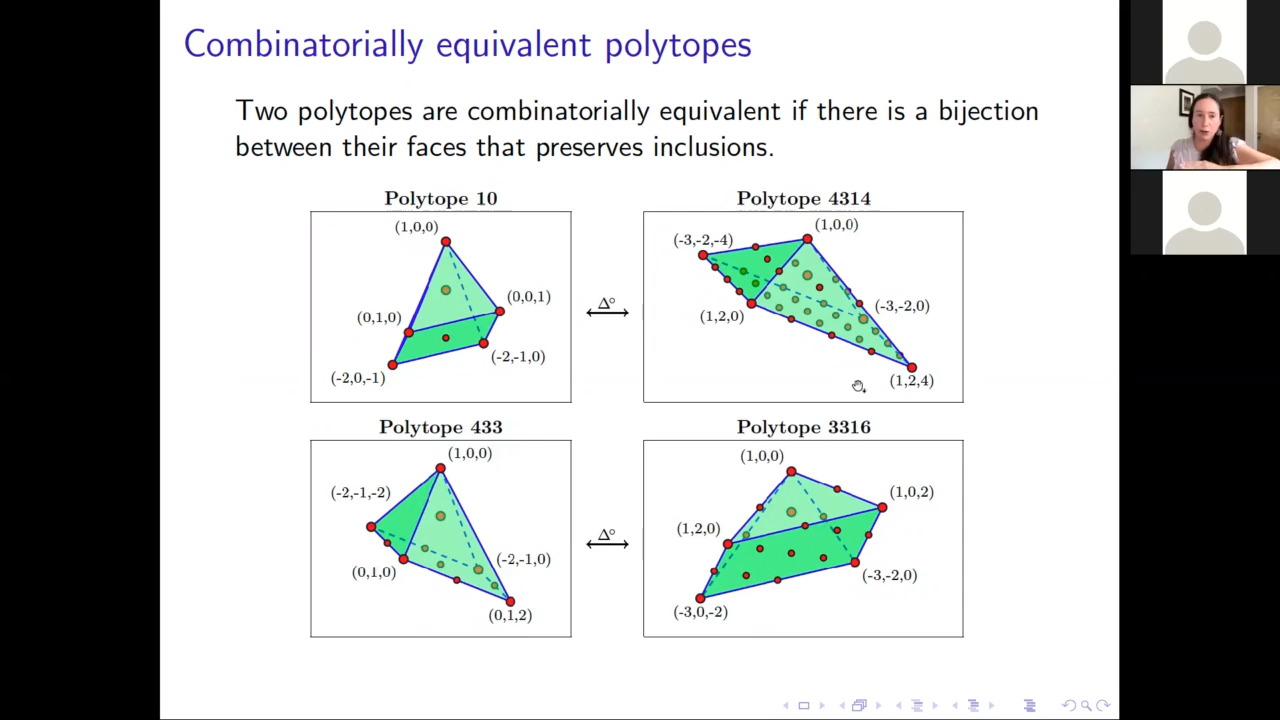 Combinatorially equivalent polytopes
Two polytopes are combinatorially equivalent if there is a bijection
between their faces that preserves inclusions.
Polytope 10
(1,0,0)
(0,0,1)
(0,1,0)
(-2,-1,0)
(-2,0,-1)
Δ°
Polytope 4314
(1,0,0)
(-3,-2,-4)
(-3,-2,0)
(1,2,0)
(1,2,4)
Polytope 433
(1,0,0)
(-2,-1,-2)
(-2,-1,0)
(0,1,0)
(0,1,2)
Δ°
Polytope 3316
(1,0,0)
(1,0,2)
(1,2,0)
(-3,-2,0)
(-3,0,-2)